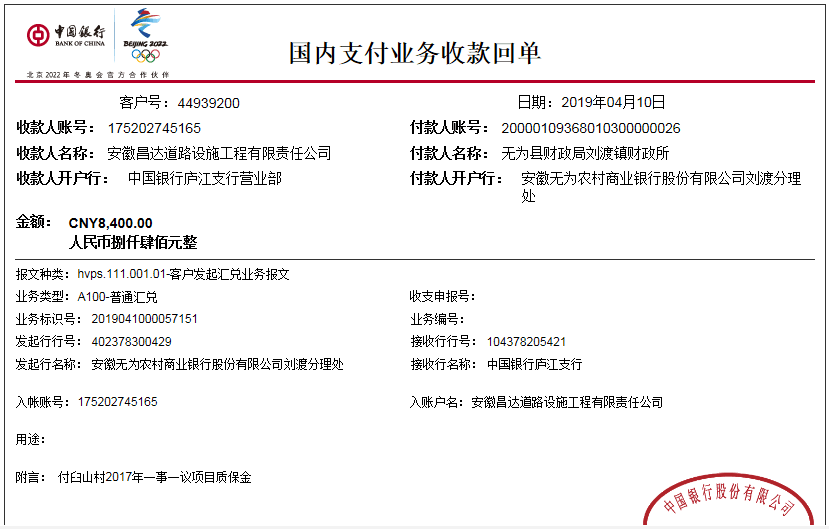 中国银行
BANK OF CHINA
BEIJING 2022
北京2022年冬奥会官方合作伙伴
国内支付业务收款回单
客户号：44939200 日期：2019年04月10日
收款人账号：175202745165 付款人账号：20000109368010300000026
收款人名称：安徽昌达道路设施工程有限责任公司 付款人名称：无为县财政局刘渡镇财政所
收款人开户行：中国银行庐江支行营业部 付款人开户行：安徽无为农村商业银行股份有限公司刘渡分理
处
金额：CNY8,400.00
人民币捌仟肆佰元整
报文种类：hvps.111.001.01-客户发起汇兑业务报文
业务类型：A100-普通汇兑 收支申报号：
业务标识号：2019041000057151 业务编号：
发起行行号：402378300429 接收行行号：104378205421
发起行名称：安徽无为农村商业银行股份有限公司刘渡分理处 接收行名称：中国银行庐江支行
入帐账号：175202745165 入账户名：安徽昌达道路设施工程有限责任公司
用途：
附言：付臼山村2017年一事一议项目质保金
中国银行股份有限公司